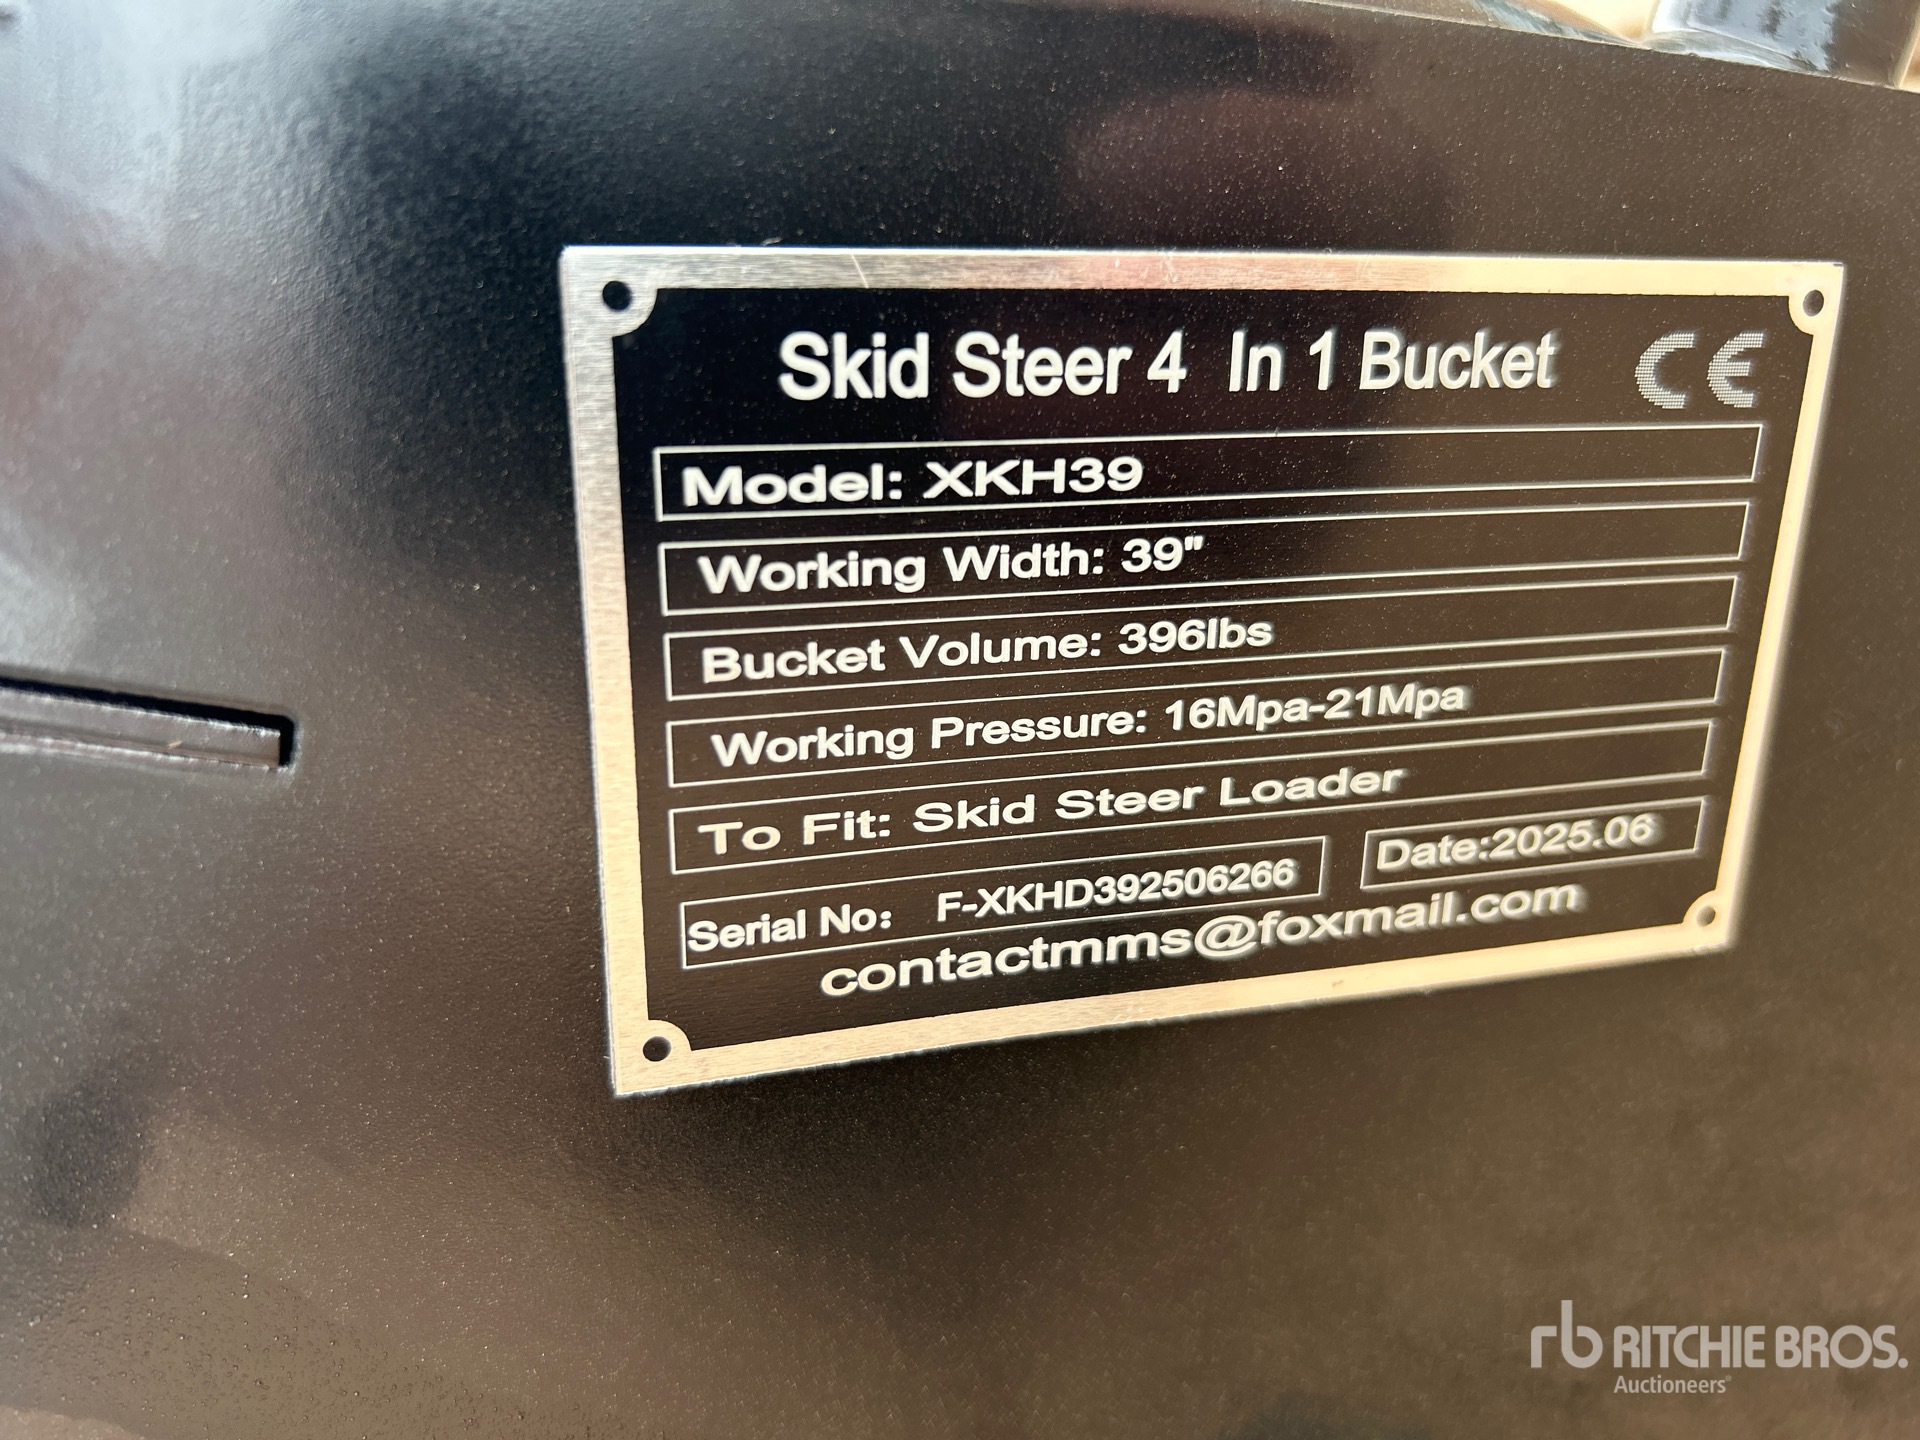 Skid Steer 4 In 1 Bucket CE
Model: XKH39
Working Width: 39"
Bucket Volume: 396lbs
Working Pressure: 16Mpa-21Mpa
To Fit: Skid Steer Loader
Serial No: F-XKHD392506266 Date:2025.06
contactmms@foxmail.com
rb RITCHIE BROS.
Auctioneers